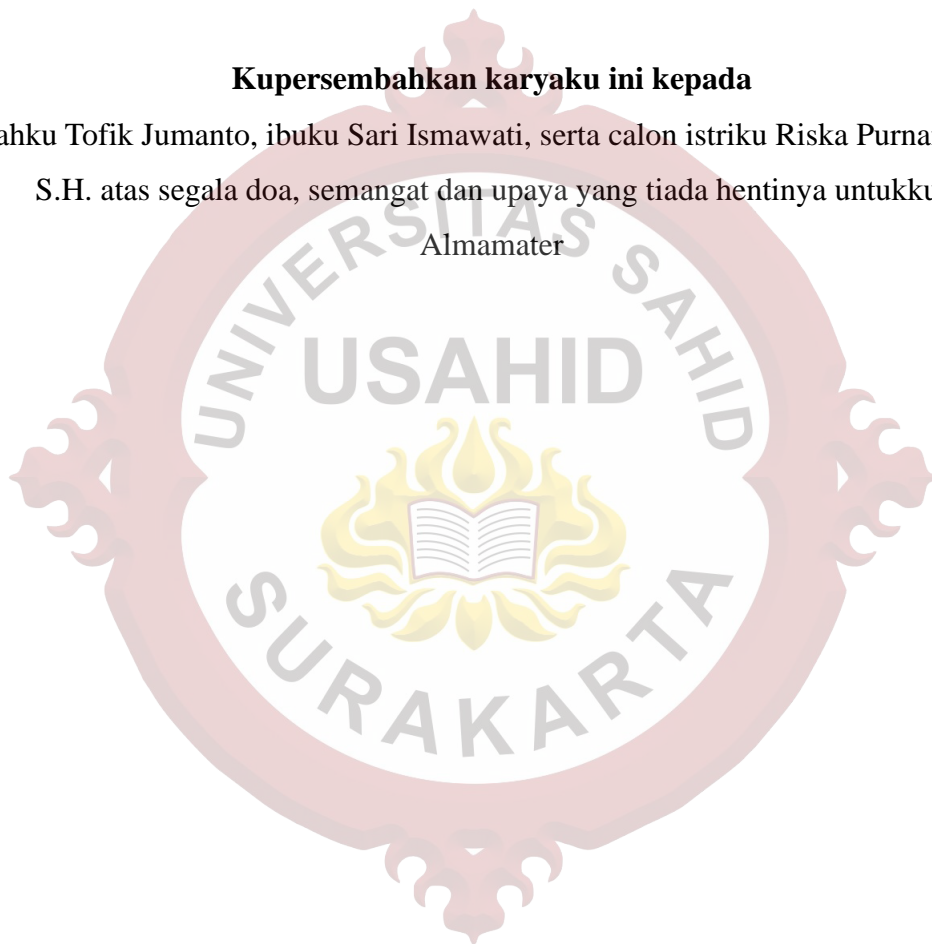 Kupersembahkan karyaku ini kepada
ahku Tofik Jumanto, ibuku Sari Ismawati, serta calon istriku Riska Purna
S.H. atas segala doa, semangat dan upaya yang tiada hentinya untukku
Almamater
UNIVERSITAS SAHID
USAHID
SURAKARTA